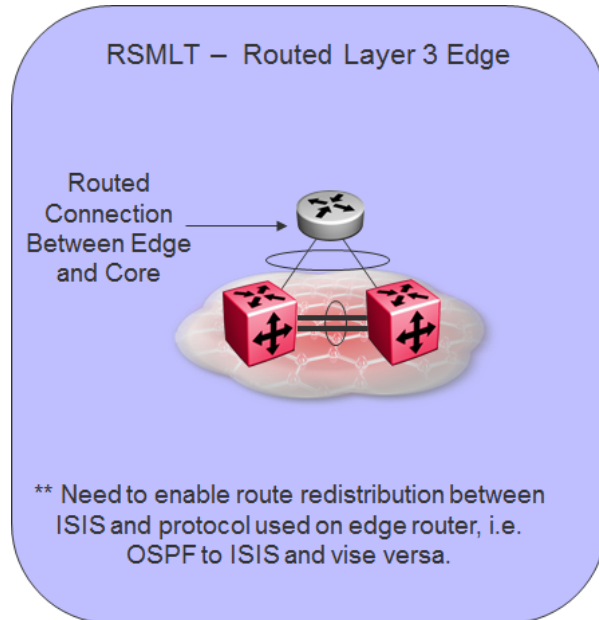 RSMLT – Routed Layer 3 Edge
Routed
Connection
Between Edge
and Core
** Need to enable route redistribution between
ISIS and protocol used on edge router, i.e.
OSPF to ISIS and vise versa.